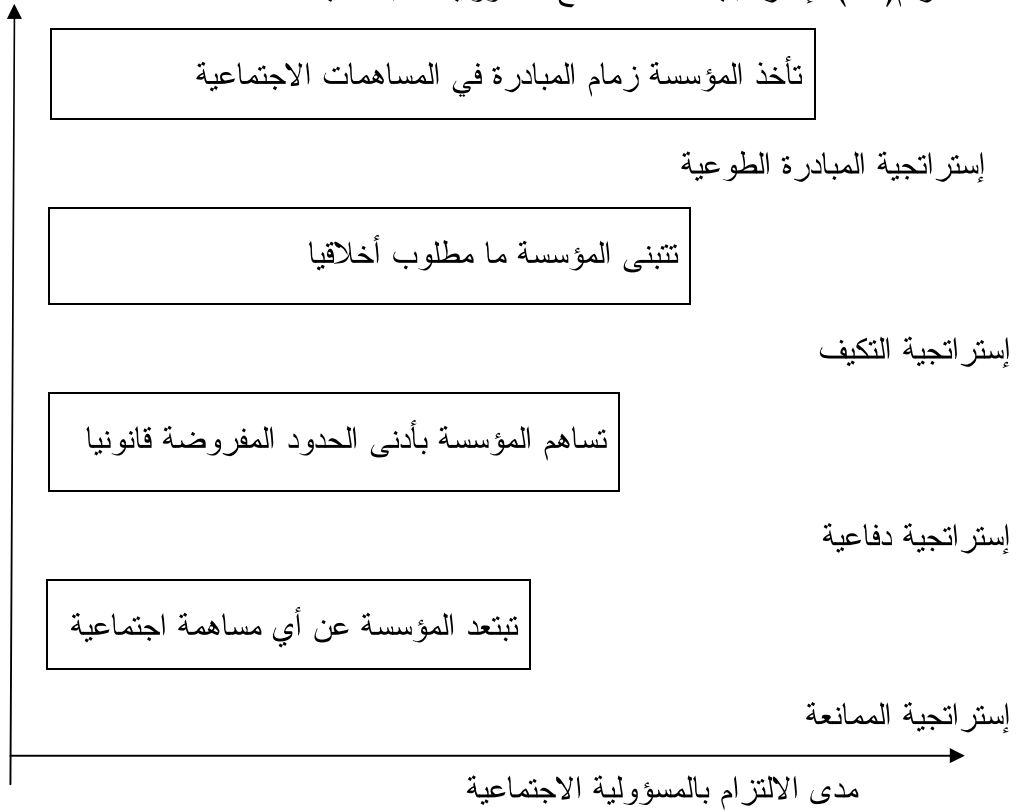 تأخذ المؤسسة زمام المبادرة في المساهمات الاجتماعية
إستراتجية المبادرة الطوعية
تتبنى المؤسسة ما مطلوب أخلاقيا
إستراتجية التكيف
تساهم المؤسسة بأدنى الحدود المفروضة قانونيا
إستراتجية دفاعية
تبتعد المؤسسة عن أي مساهمة اجتماعية
إستراتجية الممانعة
مدى الالتزام بالمسؤولية الاجتماعية